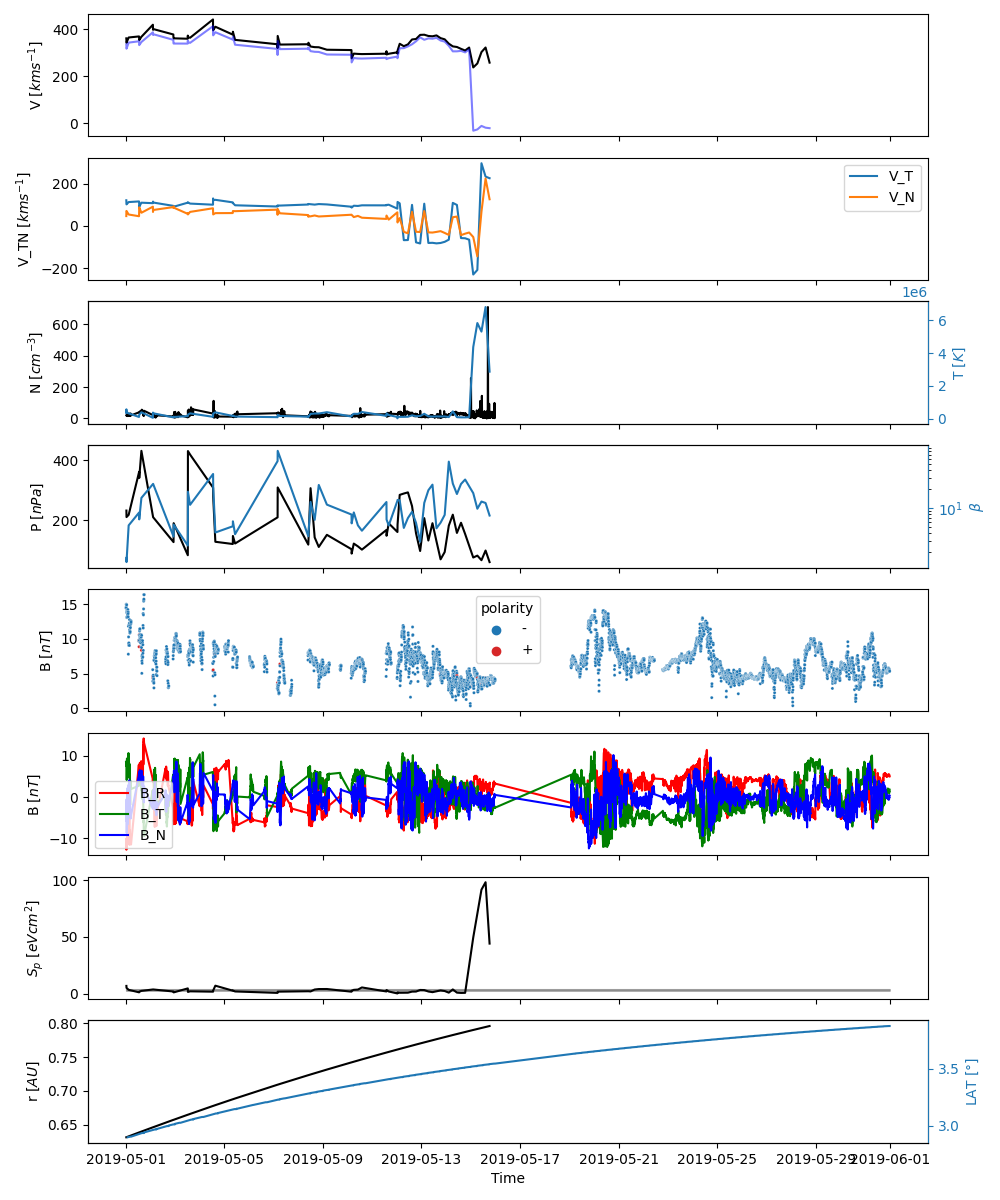 V [kms⁻¹]
400
200
0
V_TN [kms⁻¹]
200
0
−200
V_T
V_N
N [cm⁻³]
600
400
200
0
1e6
6
4
2
0
T [K]
P [nPa]
400
200
10¹
β
B [nT]
15
10
5
0
polarity
-
+
B [nT]
10
0
−10
B_R
B_T
B_N
Sₚ [eVcm²]
100
50
0
r [AU]
0.80
0.75
0.70
0.65
3.5
3.0
LAT [°]
2019-05-01 2019-05-05 2019-05-09 2019-05-13 2019-05-17 2019-05-21 2019-05-25 2019-05-29 2019-06-01
Time